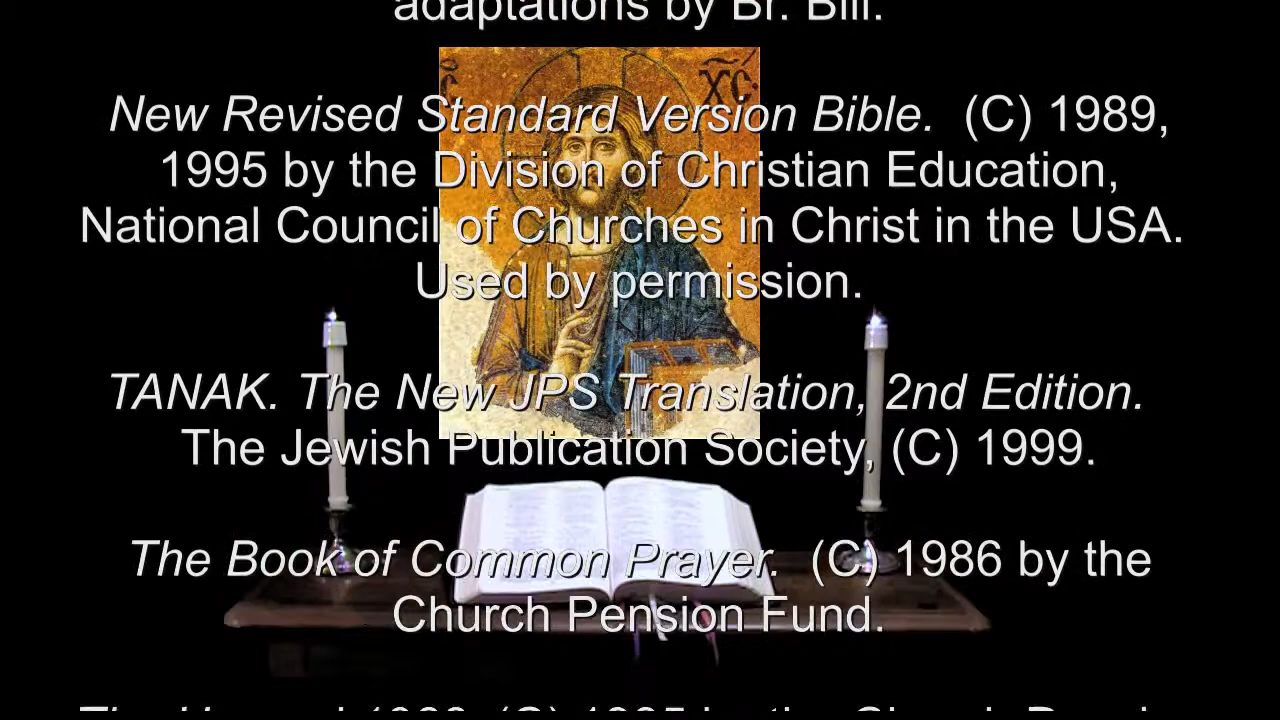 adaptations by Br. Bill.
New Revised Standard Version Bible. (C) 1989,
1995 by the Division of Christian Education,
National Council of Churches in Christ in the USA.
Used by permission.
TANAK. The New JPS Translation, 2nd Edition.
The Jewish Publication Society, (C) 1999.
The Book of Common Prayer. (C) 1986 by the
Church Pension Fund.